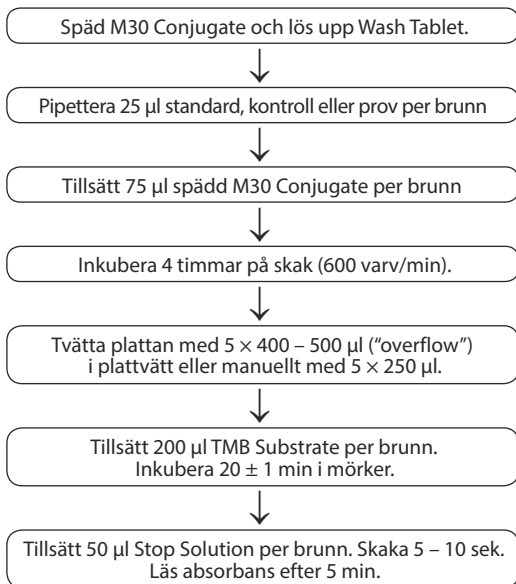 Späd M30 Conjugate och lös upp Wash Tablet.
Pipettera 25 µl standard, kontroll eller prov per brunn
Tillsätt 75 µl spädd M30 Conjugate per brunn
Inkubera 4 timmar på skak (600 varv/min).
Tvätta plattan med 5 × 400 – 500 µl (“overflow”)
i plattvätt eller manuellt med 5 × 250 µl.
Tillsätt 200 µl TMB Substrate per brunn.
Inkubera 20 ± 1 min i mörker.
Tillsätt 50 µl Stop Solution per brunn. Skaka 5 – 10 sek.
Läs absorbans efter 5 min.